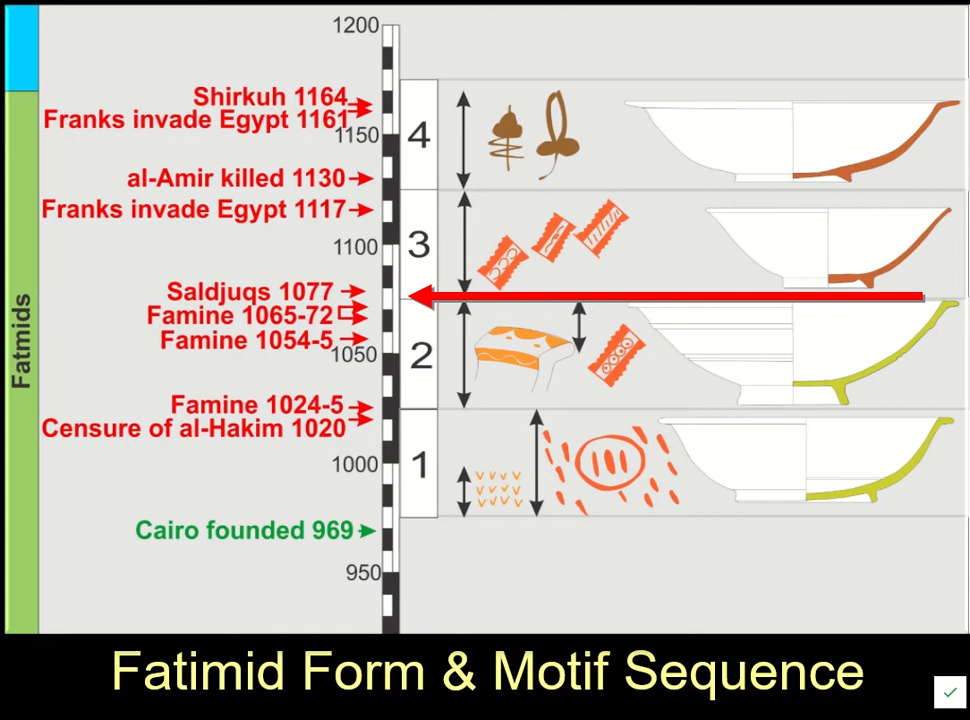 1200
Shirkuh 1164
Franks invade Egypt 1161
1150
4
al-Amir killed 1130
Franks invade Egypt 1117
1100
3
Saldjuqs 1077
Famine 1065-72
Famine 1054-5
1050
2
Famine 1024-5
Censure of al-Hakim 1020
1000
1
Cairo founded 969
950
Fatmids
Fatimid Form & Motif Sequence